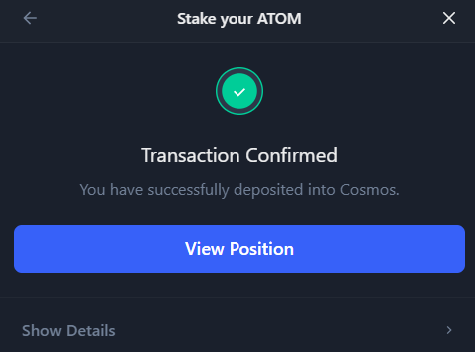 Stake your ATOM
Transaction Confirmed
You have successfully deposited into Cosmos.
View Position
Show Details